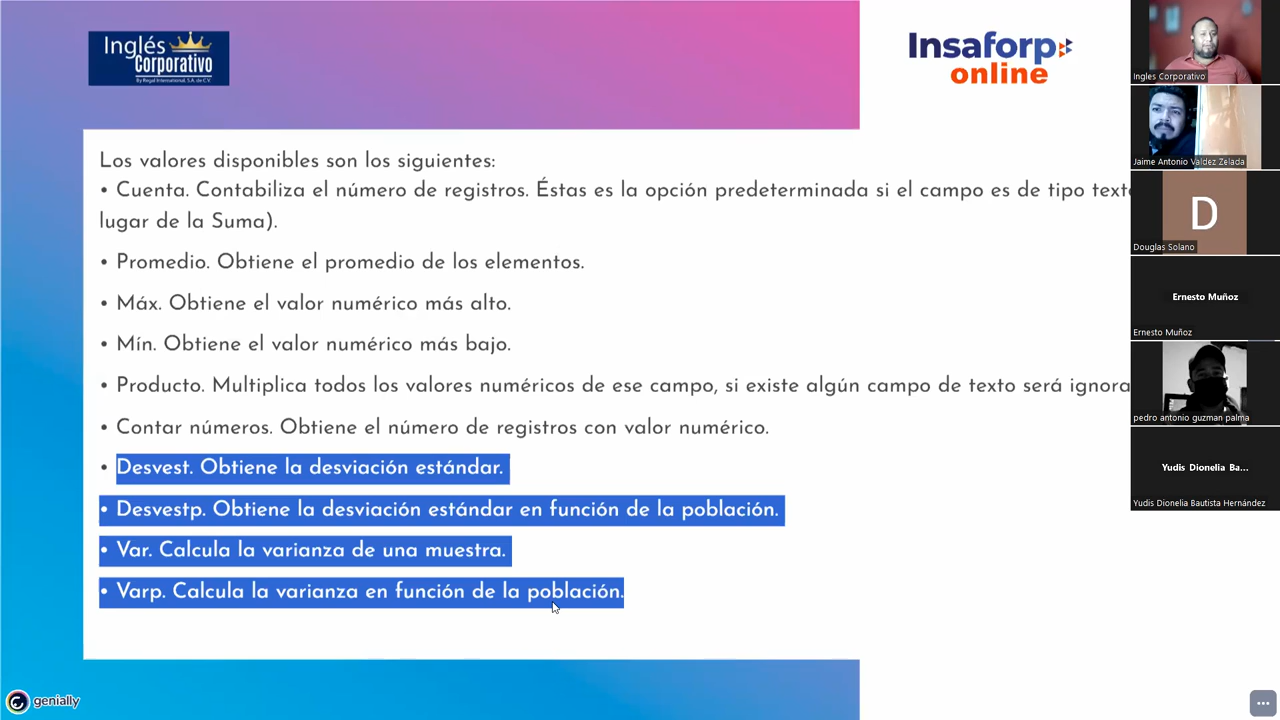 Inglés
Corporativo
By Regal International, S.A. de C.V.
Insaforp
online
Los valores disponibles son los siguientes:
• Cuenta. Contabiliza el número de registros. Éstas es la opción predeterminada si el campo es de tipo texto
lugar de la Suma).
• Promedio. Obtiene el promedio de los elementos.
• Máx. Obtiene el valor numérico más alto.
• Mín. Obtiene el valor numérico más bajo.
• Producto. Multiplica todos los valores numéricos de ese campo, si existe algún campo de texto será ignora
• Contar números. Obtiene el número de registros con valor numérico.
• Desvest. Obtiene la desviación estándar.
• Desvestp. Obtiene la desviación estándar en función de la población.
• Var. Calcula la varianza de una muestra.
• Varp. Calcula la varianza en función de la población.
genially
Ingles Corporativo
Jaime Antonio Valdez Zelada
D
Douglas Solano
Ernesto Muñoz
Ernesto Muñoz
pedro antonio guzman palma
Yudis Dionelia Ba...
Yudis Dionelia Bautista Hernández